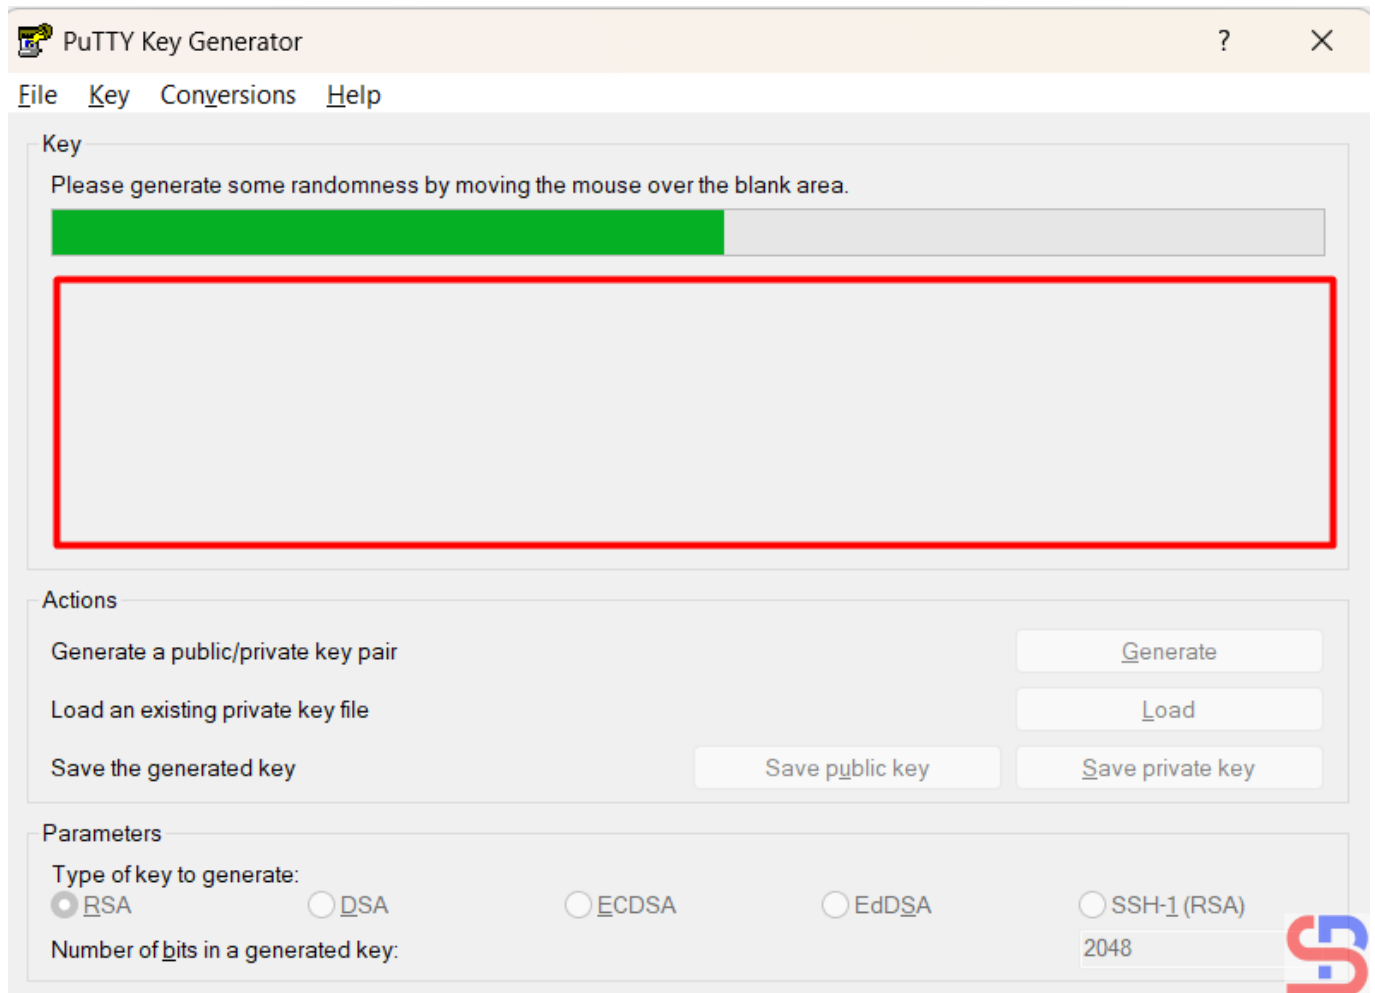 PuTTY Key Generator ?
File Key Conversions Help
Key
Please generate some randomness by moving the mouse over the blank area.
Actions
Generate a public/private key pair Generate
Load an existing private key file Load
Save the generated key Save public key Save private key
Parameters
Type of key to generate:
RSA DSA ECDSA EdDSA SSH-1 (RSA)
Number of bits in a generated key: 2048